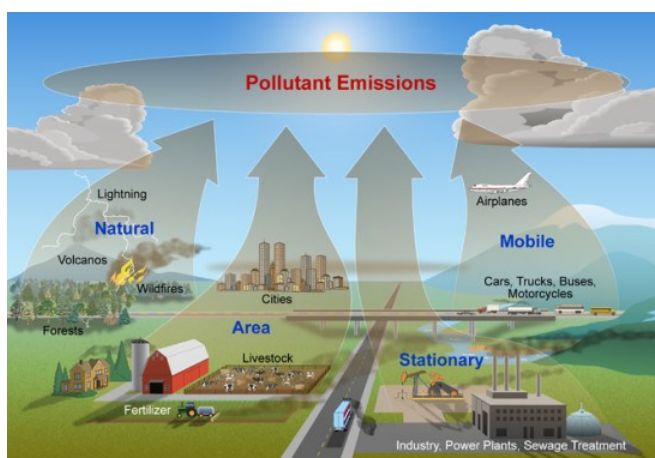 Pollutant Emissions
Lightning
Airplanes
Natural
Mobile
Volcanos
Wildfires
Cities
Cars, Trucks, Buses,
Motorcycles
Forests
Area
Livestock
Stationary
Fertilizer
Industry, Power Plants, Sewage Treatment